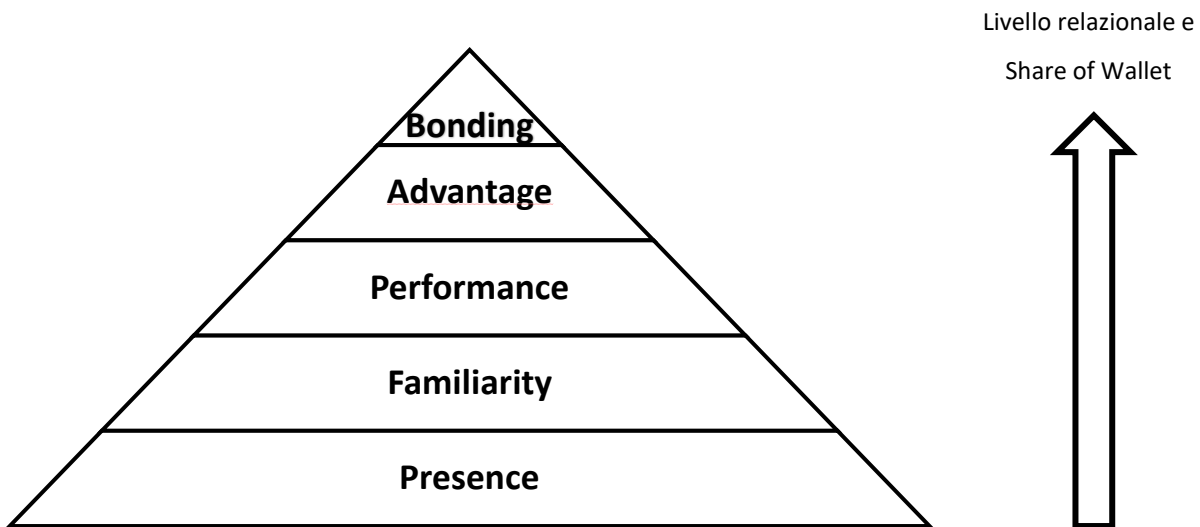 Livello relazionale e
Share of Wallet
Bonding
Advantage
Performance
Familiarity
Presence